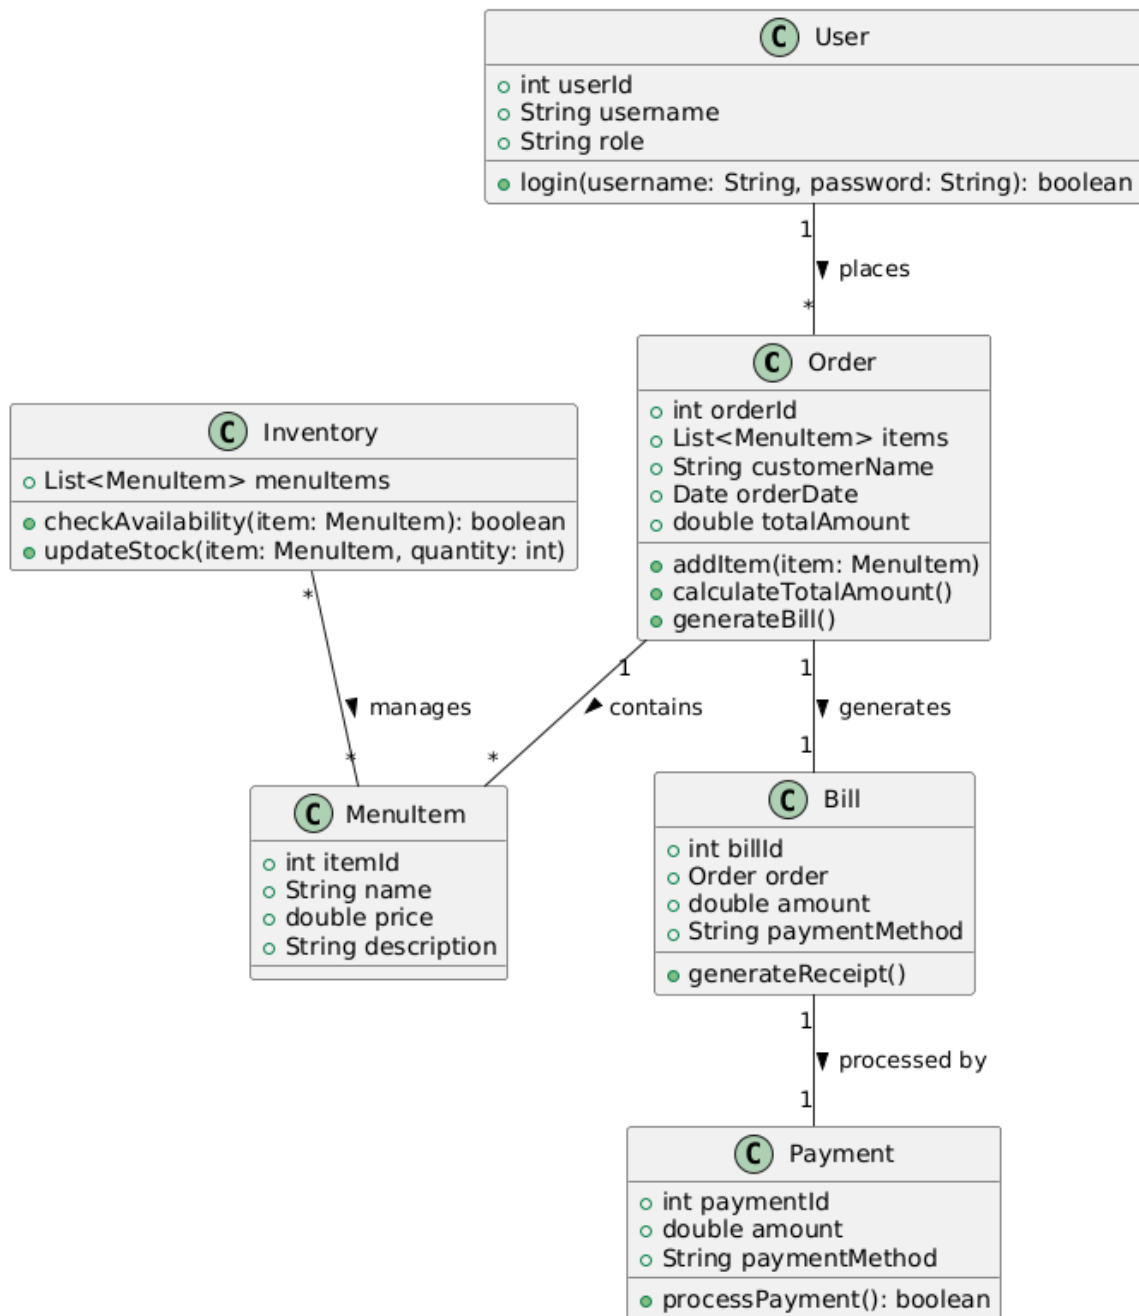 C User
int userId
String username
String role
login(username: String, password: String): boolean
1
places
*
C Order
int orderId
List<MenuItem> items
String customerName
Date orderDate
double totalAmount
addItem(item: MenuItem)
calculateTotalAmount()
generateBill()
C Inventory
List<MenuItem> menuItems
checkAvailability(item: MenuItem): boolean
updateStock(item: MenuItem, quantity: int)
*
manages
*
1
contains
*
1
generates
1
C MenuItem
int itemId
String name
double price
String description
C Bill
int billId
Order order
double amount
String paymentMethod
generateReceipt()
1
processed by
1
C Payment
int paymentId
double amount
String paymentMethod
processPayment(): boolean